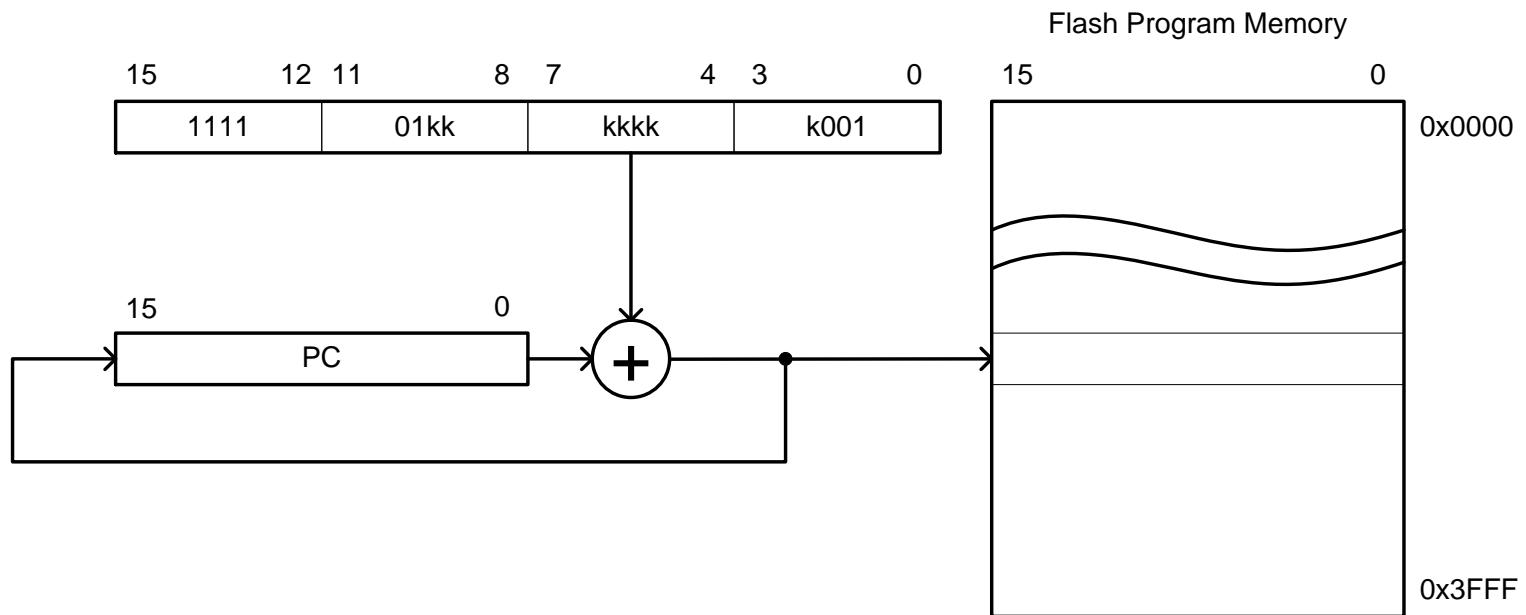 Flash Program Memory
15 12 11 8 7 4 3 0
1111 01kk kkkk k001
15 0
0x0000
15 0
PC
+
0x3FFF